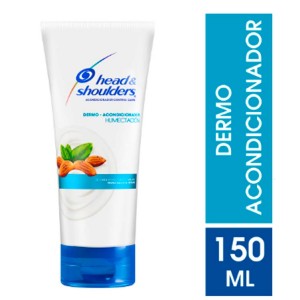 head &
shoulders
DERMO - ACONDICIONADOR
HUMECTACIÓN
DERMO
ACONDICIONADOR
150
ML